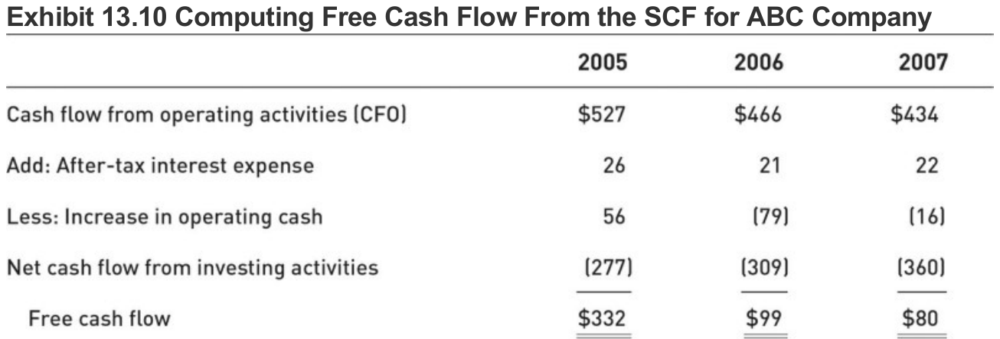 Exhibit 13.10 Computing Free Cash Flow From the SCF for ABC Company
2005 2006 2007
Cash flow from operating activities (CFO) $527 $466 $434
Add: After-tax interest expense 26 21 22
Less: Increase in operating cash 56 (79) (16)
Net cash flow from investing activities (277) (309) (360)
Free cash flow $332 $99 $80